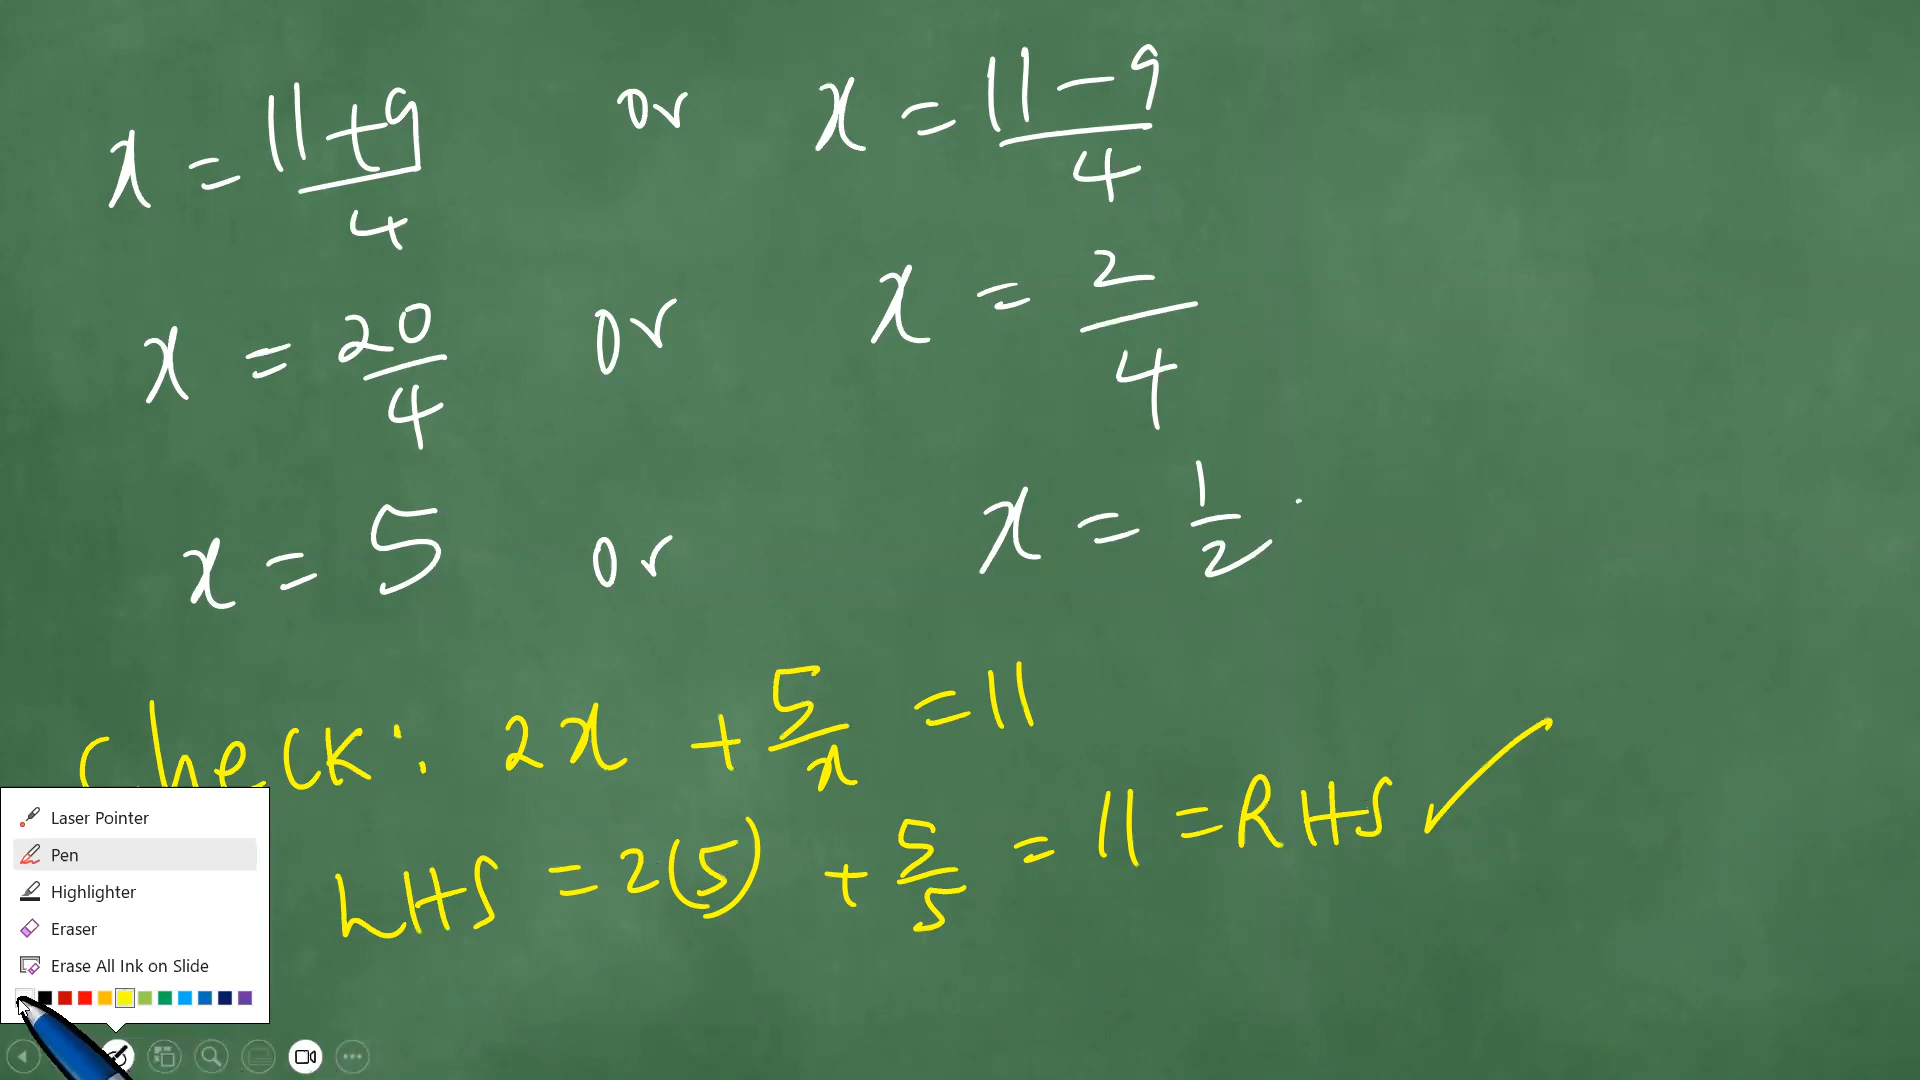 x = 11+9/4 or x = 11-9/4
x = 20/4 or x = 2/4
x = 5 or x = 1/2
Check: 2x + 5/x = 11
LHS = 2(5) + 5/5 = 11 = RHS ✓
Laser Pointer
Pen
Highlighter
Eraser
Erase All Ink on Slide